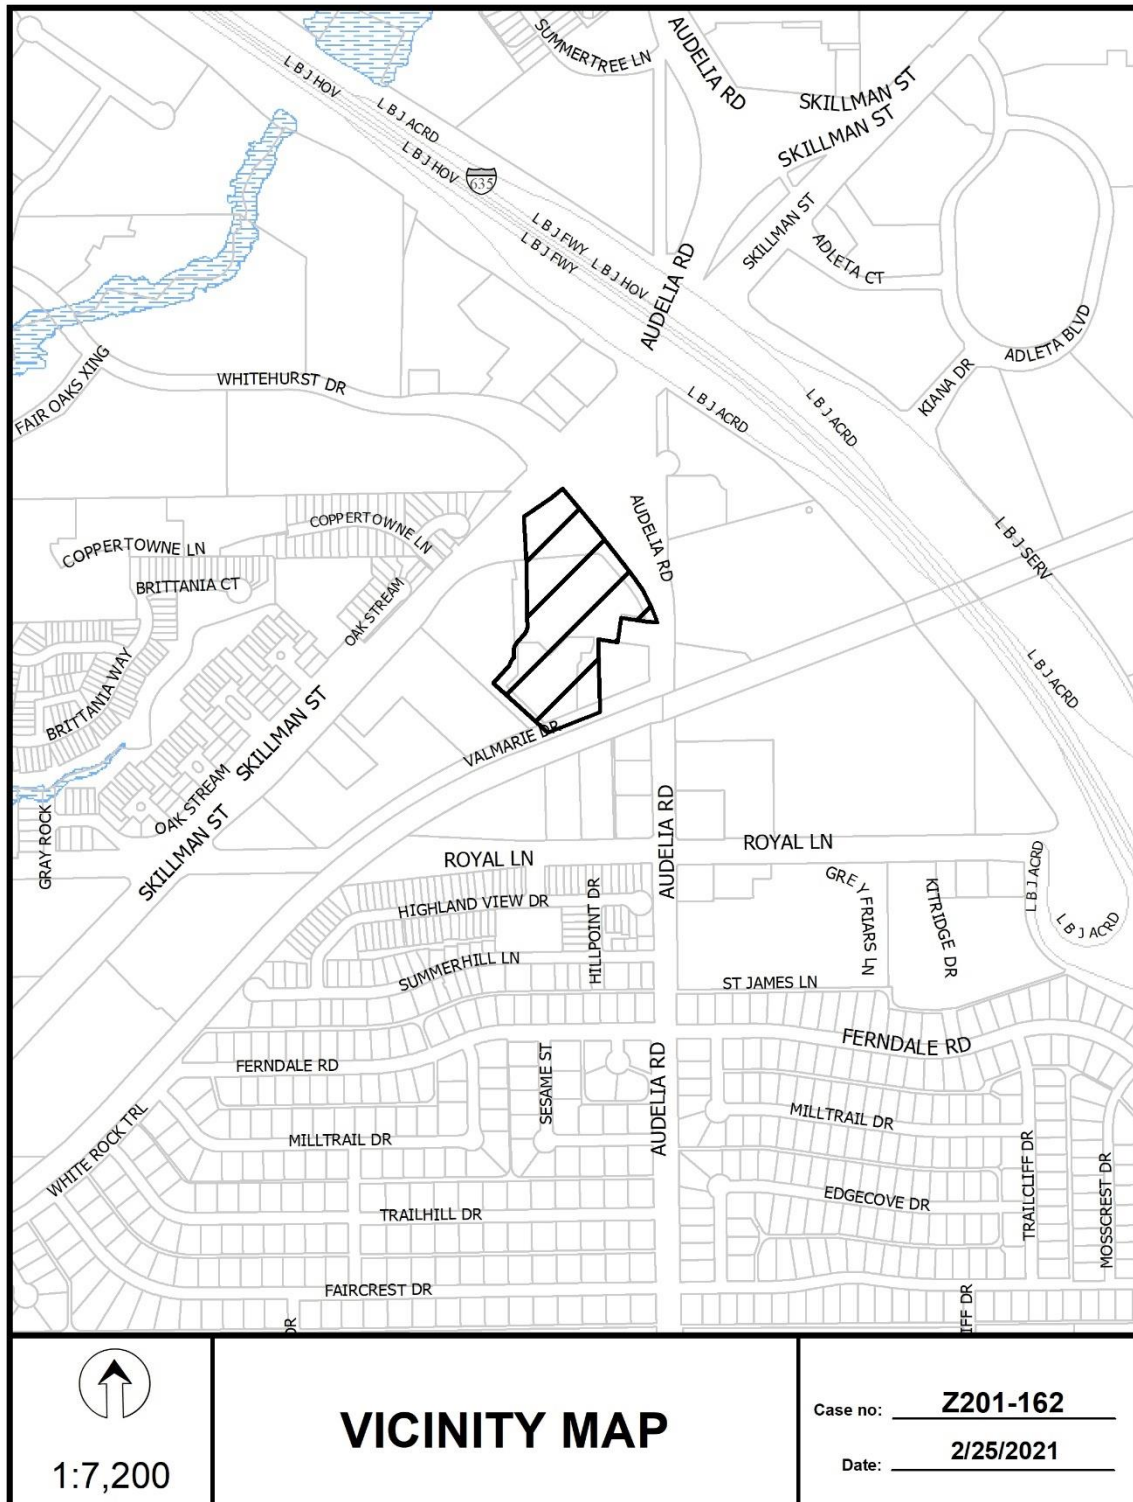 SUMMERTREE LN
AUDELIA RD
SKILLMAN ST
SKILLMAN ST
L B J HOV
L B J ACRD
L B J HOV
635
SKILLMAN ST
L B J FWY
L B J FWY
L B J HOV
ADLETA CT
AUDELIA RD
ADLETA BLVD
FAIR OAKS XING
WHITEHURST DR
KIANA DR
L B J ACRD
L B J ACRD
AUDELIA RD
COPPERTOWNE LN
COPPERTOWNE LN
L B J SERV
BRITTANIA CT
OAK STREAM
BRITTANIA WAY
L B J ACRD
SKILLMAN ST
VALMARIE DR
OAK STREAM
SKILLMAN ST
GRAY ROCK
AUDELIA RD
ROYAL LN
ROYAL LN
L B J ACRD
HIGHLAND VIEW DR
HILLPOINT DR
GREY FRIARS LN
KITRIDGE DR
L B J ACRD
SUMMERHILL LN
ST JAMES LN
FERNDALE RD
FERNDALE RD
SESAME ST
AUDELIA RD
WHITE ROCK TRL
MILLTRAIL DR
MILLTRAIL DR
TRAILCLIFF DR
MOSSCREST DR
TRAILHILL DR
EDGECOVE DR
FAIRCREST DR
DR
IFF DR
1:7,200
VICINITY MAP
Case no: Z201-162
Date: 2/25/2021